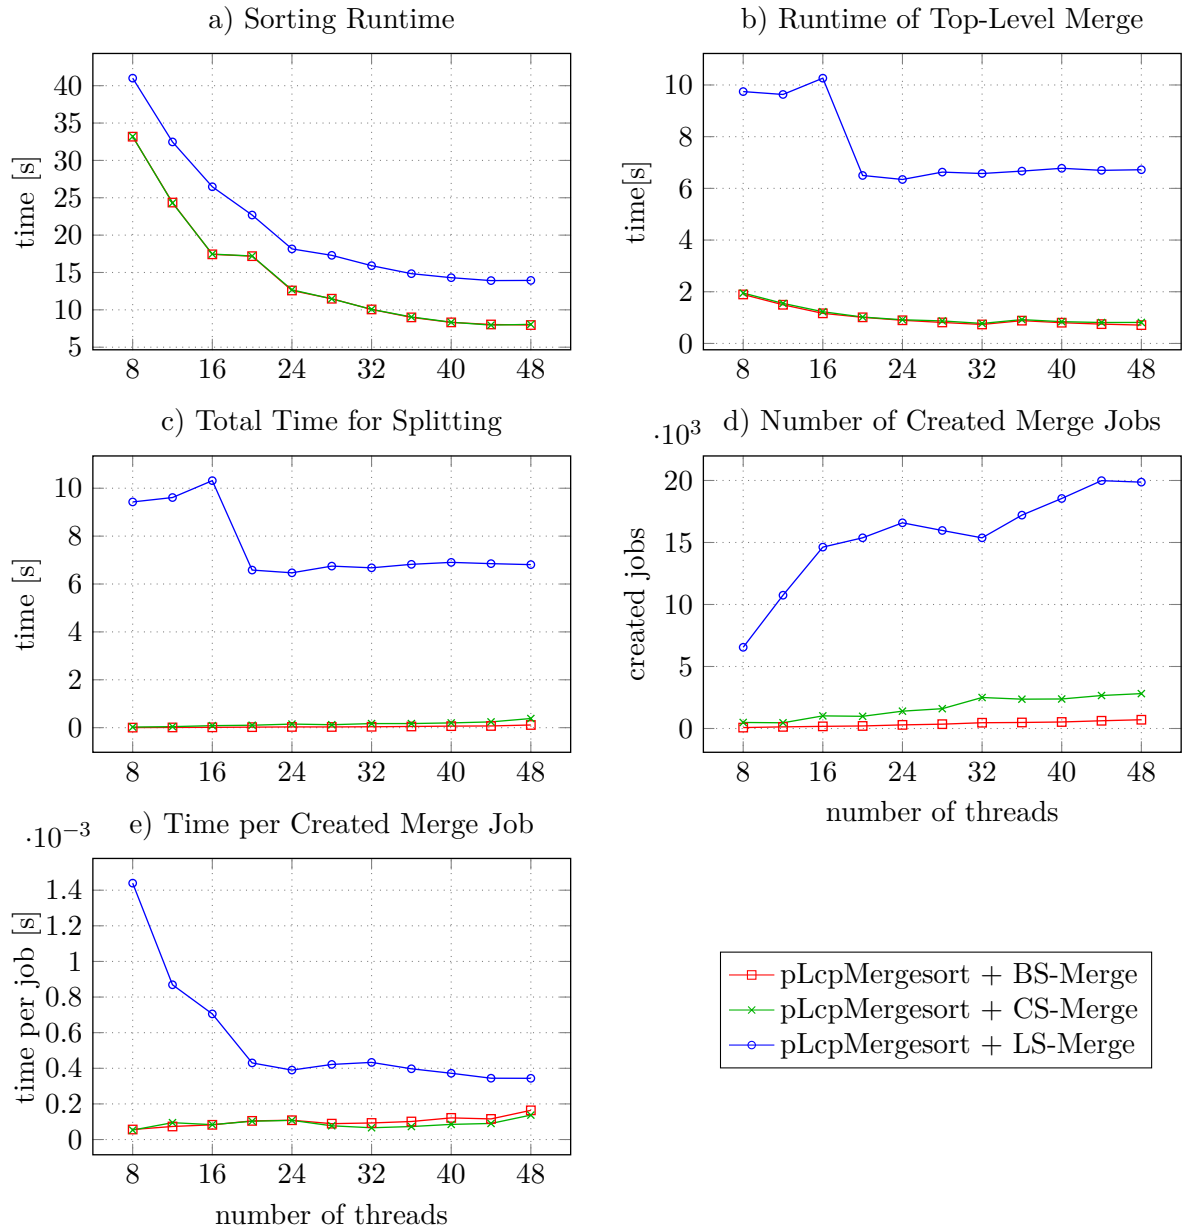 a) Sorting Runtime
time [s]
40
35
30
25
20
15
10
5
8 16 24 32 40 48
b) Runtime of Top-Level Merge
time[s]
10
8
6
4
2
0
8 16 24 32 40 48
c) Total Time for Splitting
time [s]
10
8
6
4
2
0
8 16 24 32 40 48
d) Number of Created Merge Jobs
·10³
created jobs
20
15
10
5
0
8 16 24 32 40 48
number of threads
e) Time per Created Merge Job
·10⁻³
time per job [s]
1.4
1.2
1
0.8
0.6
0.4
0.2
0
8 16 24 32 40 48
number of threads
pLcpMergesort + BS-Merge
pLcpMergesort + CS-Merge
pLcpMergesort + LS-Merge